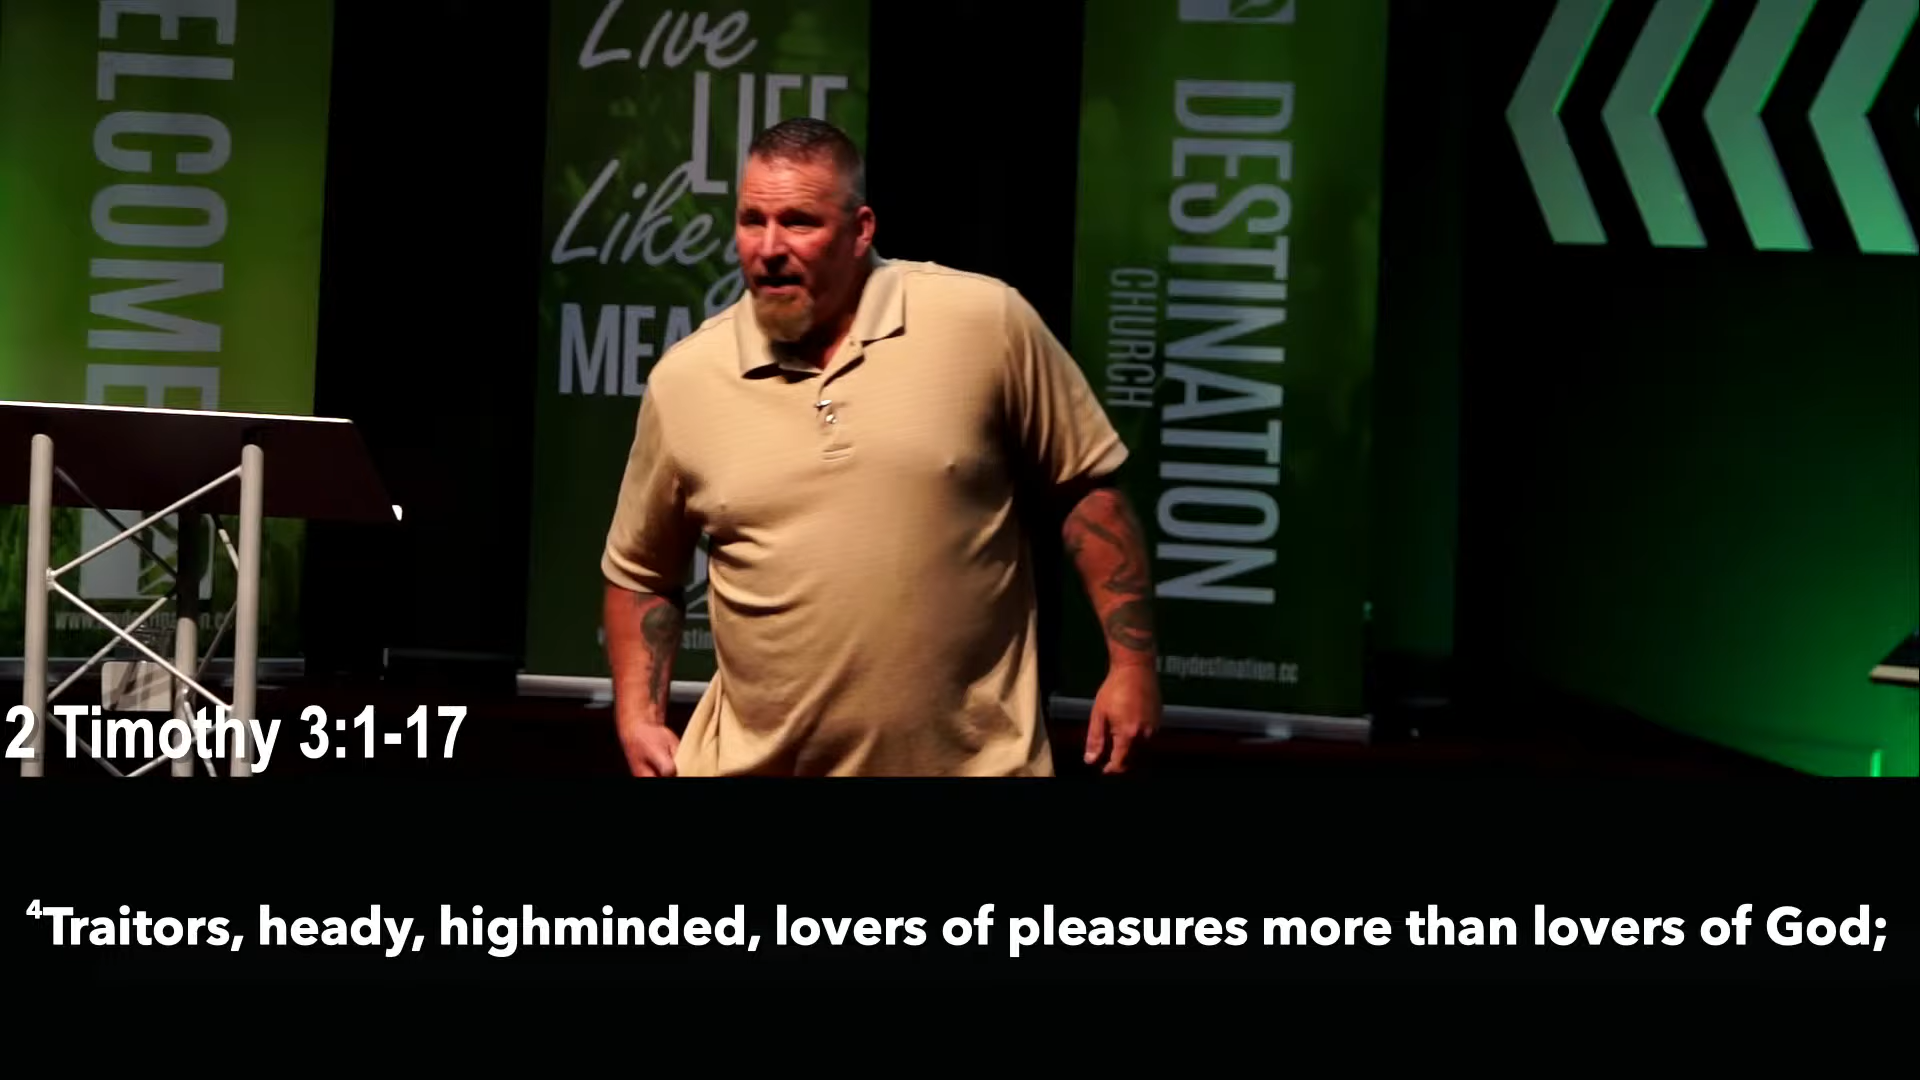 ELCOME
Live
LIFE
Like
MEA
DESTINATION
CHURCH
mydestination.cc
2 Timothy 3:1-17
4Traitors, heady, highminded, lovers of pleasures more than lovers of God;